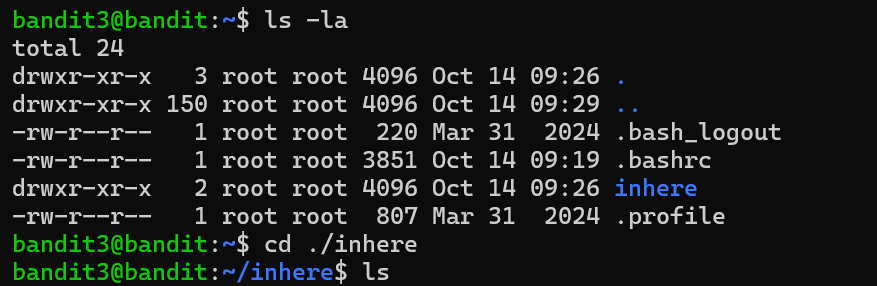 bandit3@bandit:~$ ls -la
total 24
drwxr-xr-x   3 root root 4096 Oct 14 09:26 .
drwxr-xr-x 150 root root 4096 Oct 14 09:29 ..
-rw-r--r--   1 root root  220 Mar 31  2024 .bash_logout
-rw-r--r--   1 root root 3851 Oct 14 09:19 .bashrc
drwxr-xr-x   2 root root 4096 Oct 14 09:26 inhere
-rw-r--r--   1 root root  807 Mar 31  2024 .profile
bandit3@bandit:~$ cd ./inhere
bandit3@bandit:~/inhere$ ls